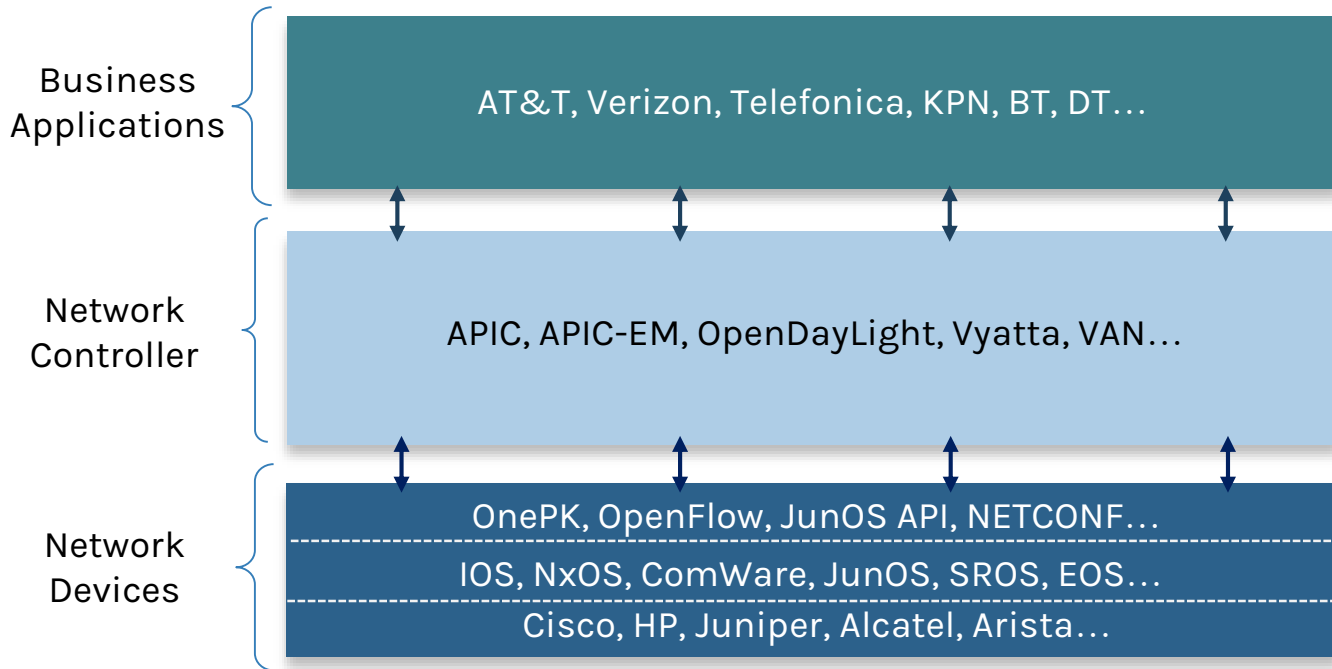 Business
Applications
AT&T, Verizon, Telefonica, KPN, BT, DT...
Network
Controller
APIC, APIC-EM, OpenDayLight, Vyatta, VAN...
Network
Devices
OnePK, OpenFlow, JunOS API, NETCONF...
IOS, NxOS, ComWare, JunOS, SROS, EOS...
Cisco, HP, Juniper, Alcatel, Arista...